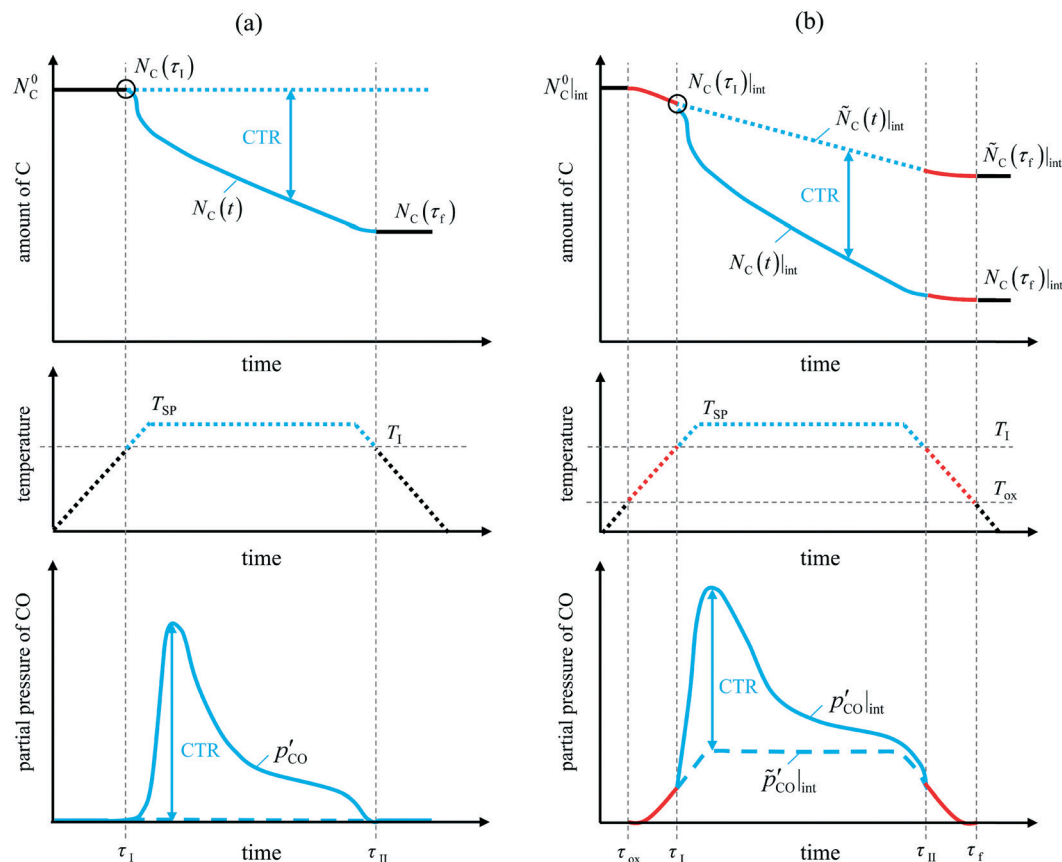 (a)
N_C^0
N_C(τ_I)
CTR
N_C(t)
N_C(τ_f)
amount of C
time
T_SP
T_I
temperature
time
partial pressure of CO
CTR
p′_CO
τ_I
time
τ_II
(b)
N_C^0|_int
N_C(τ_I)|_int
Ñ_C(t)|_int
Ñ_C(τ_f)|_int
CTR
N_C(t)|_int
N_C(τ_f)|_int
amount of C
time
T_SP
T_I
T_ox
temperature
time
partial pressure of CO
CTR
p′_CO|_int
p̃′_CO|_int
τ_ox
τ_I
time
τ_II
τ_f